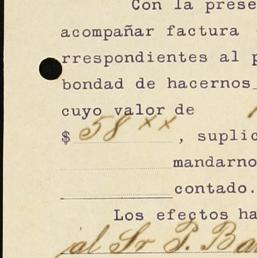 Con la prese
acompañar factura
rrespondientes al p
bondad de hacernos
cuyo valor de
$ 58 xx, suplic
mandarno
contado.
Los efectos ha
al Sr P. Ba